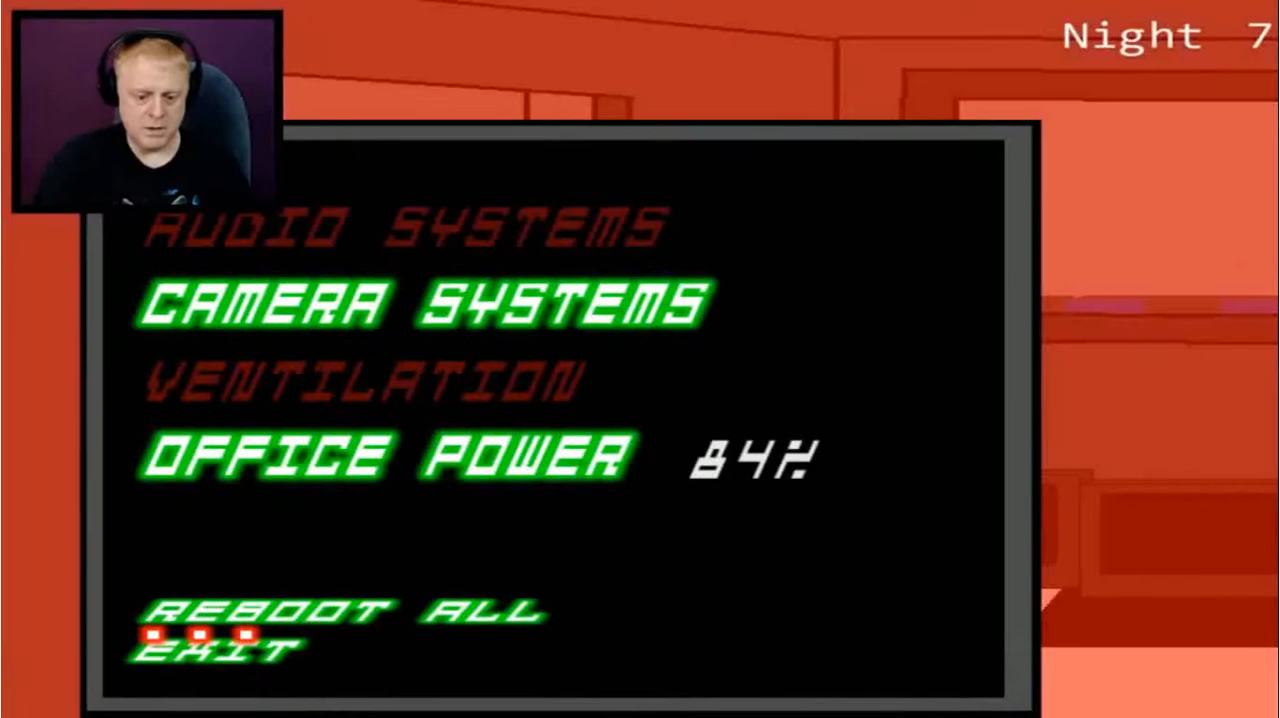 Night 7
AUDIO SYSTEMS
CAMERA SYSTEMS
VENTILATION
OFFICE POWER 84%
REBOOT ALL
EXIT